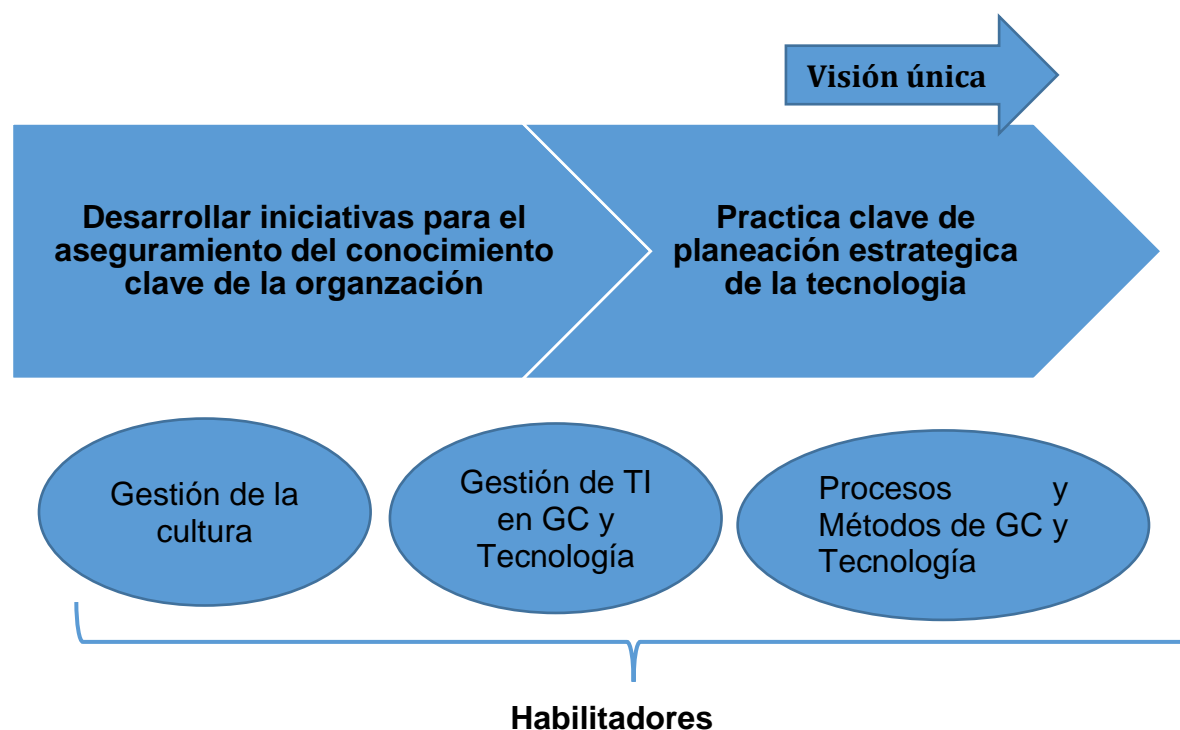 Visión única
Desarrollar iniciativas para el
aseguramiento del conocimiento
clave de la organzación
Practica clave de
planeación estrategica
de la tecnologia
Gestión de la
cultura
Gestión de TI
en GC y
Tecnología
Procesos y
Métodos de GC y
Tecnología
Habilitadores